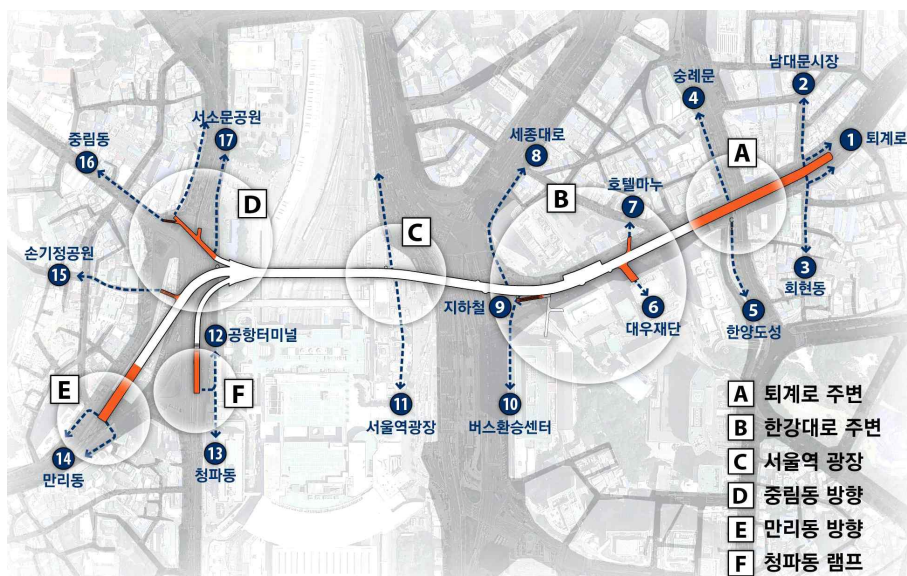 남대문시장
2
숭례문
4
1 퇴계로
A
서소문공원
17
중림동
16
세종대로
8
B
호텔마누
7
D
C
손기정공원
15
지하철 9
3
회현동
6
대우재단
5
한양도성
12 공항터미널
E
F
11
서울역광장
10
버스환승센터
14
만리동
13
청파동
A 퇴계로 주변
B 한강대로 주변
C 서울역 광장
D 중림동 방향
E 만리동 방향
F 청파동 램프